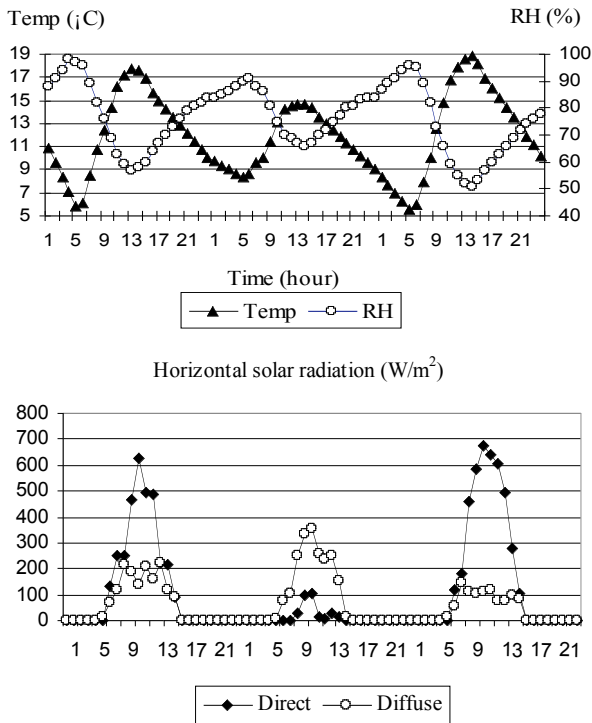 Temp (¡C) RH (%)
19 100
17 90
15 80
13 70
11 60
9 50
7 40
5
1 5 9 13 17 21 1 5 9 13 17 21 1 5 9 13 17 21
Time (hour)
Temp RH
Horizontal solar radiation (W/m²)
800
700
600
500
400
300
200
100
0
1 5 9 13 17 21 1 5 9 13 17 21 1 5 9 13 17 21
Direct Diffuse